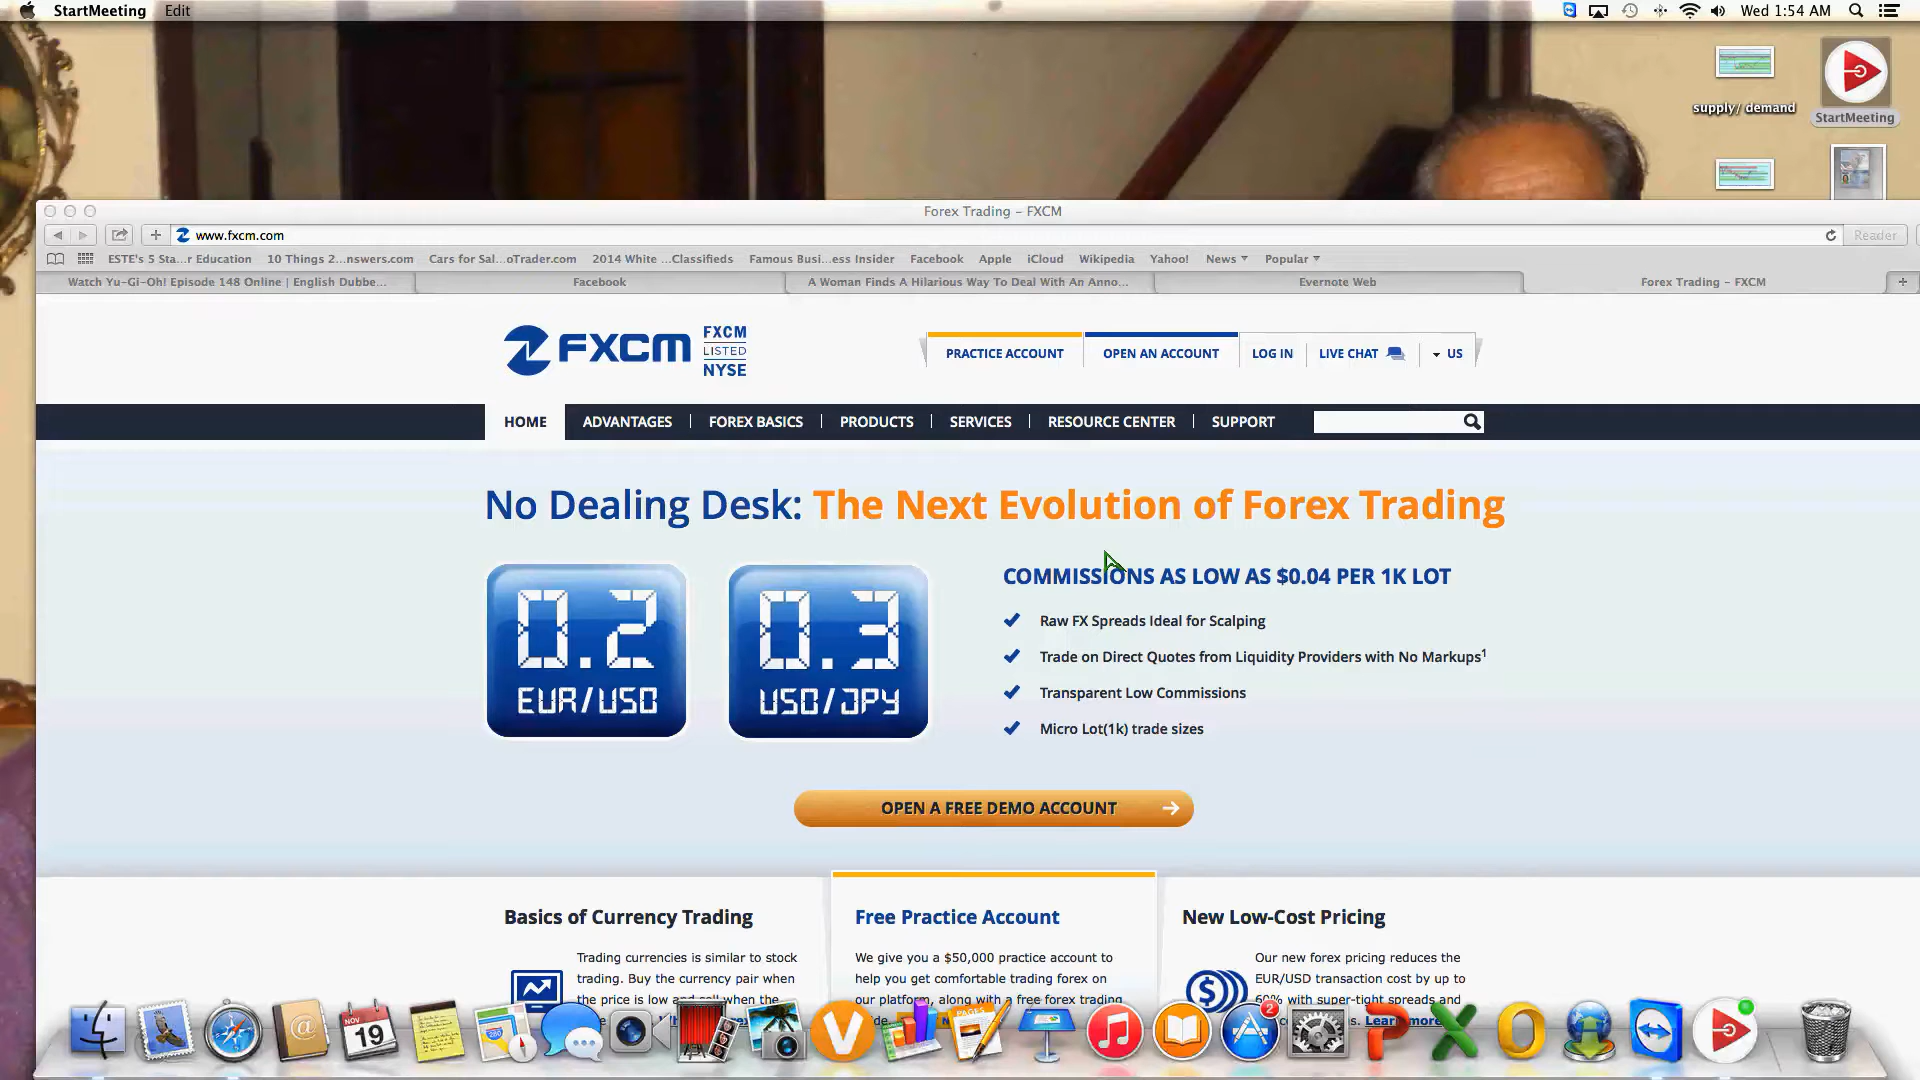 StartMeeting Edit
Wed 1:54 AM
supply/ demand
StartMeeting
Forex Trading – FXCM
www.fxcm.com
Reader
ESTE's 5 Sta...r Education 10 Things 2...nswers.com Cars for Sal...oTrader.com 2014 White ...Classifieds Famous Busi...ess Insider Facebook Apple iCloud Wikipedia Yahoo! News Popular
Watch Yu-Gi-Oh! Episode 148 Online | English Dubbe... Facebook A Woman Finds A Hilarious Way To Deal With An Anno... Evernote Web Forex Trading – FXCM
FXCM
FXCM
LISTED
NYSE
PRACTICE ACCOUNT OPEN AN ACCOUNT LOG IN LIVE CHAT US
HOME ADVANTAGES FOREX BASICS PRODUCTS SERVICES RESOURCE CENTER SUPPORT
No Dealing Desk: The Next Evolution of Forex Trading
0.2
EUR/USD
0.3
USD/JPY
COMMISSIONS AS LOW AS $0.04 PER 1K LOT
Raw FX Spreads Ideal for Scalping
Trade on Direct Quotes from Liquidity Providers with No Markups1
Transparent Low Commissions
Micro Lot(1k) trade sizes
OPEN A FREE DEMO ACCOUNT
Basics of Currency Trading
Trading currencies is similar to stock
trading. Buy the currency pair when
the price is low and sell when the
Free Practice Account
We give you a $50,000 practice account to
help you get comfortable trading forex on
our platform, along with a free forex trading
New Low-Cost Pricing
Our new forex pricing reduces the
EUR/USD transaction cost by up to
60% with super-tight spreads and
Learn more
NOV
19
PAGES
2